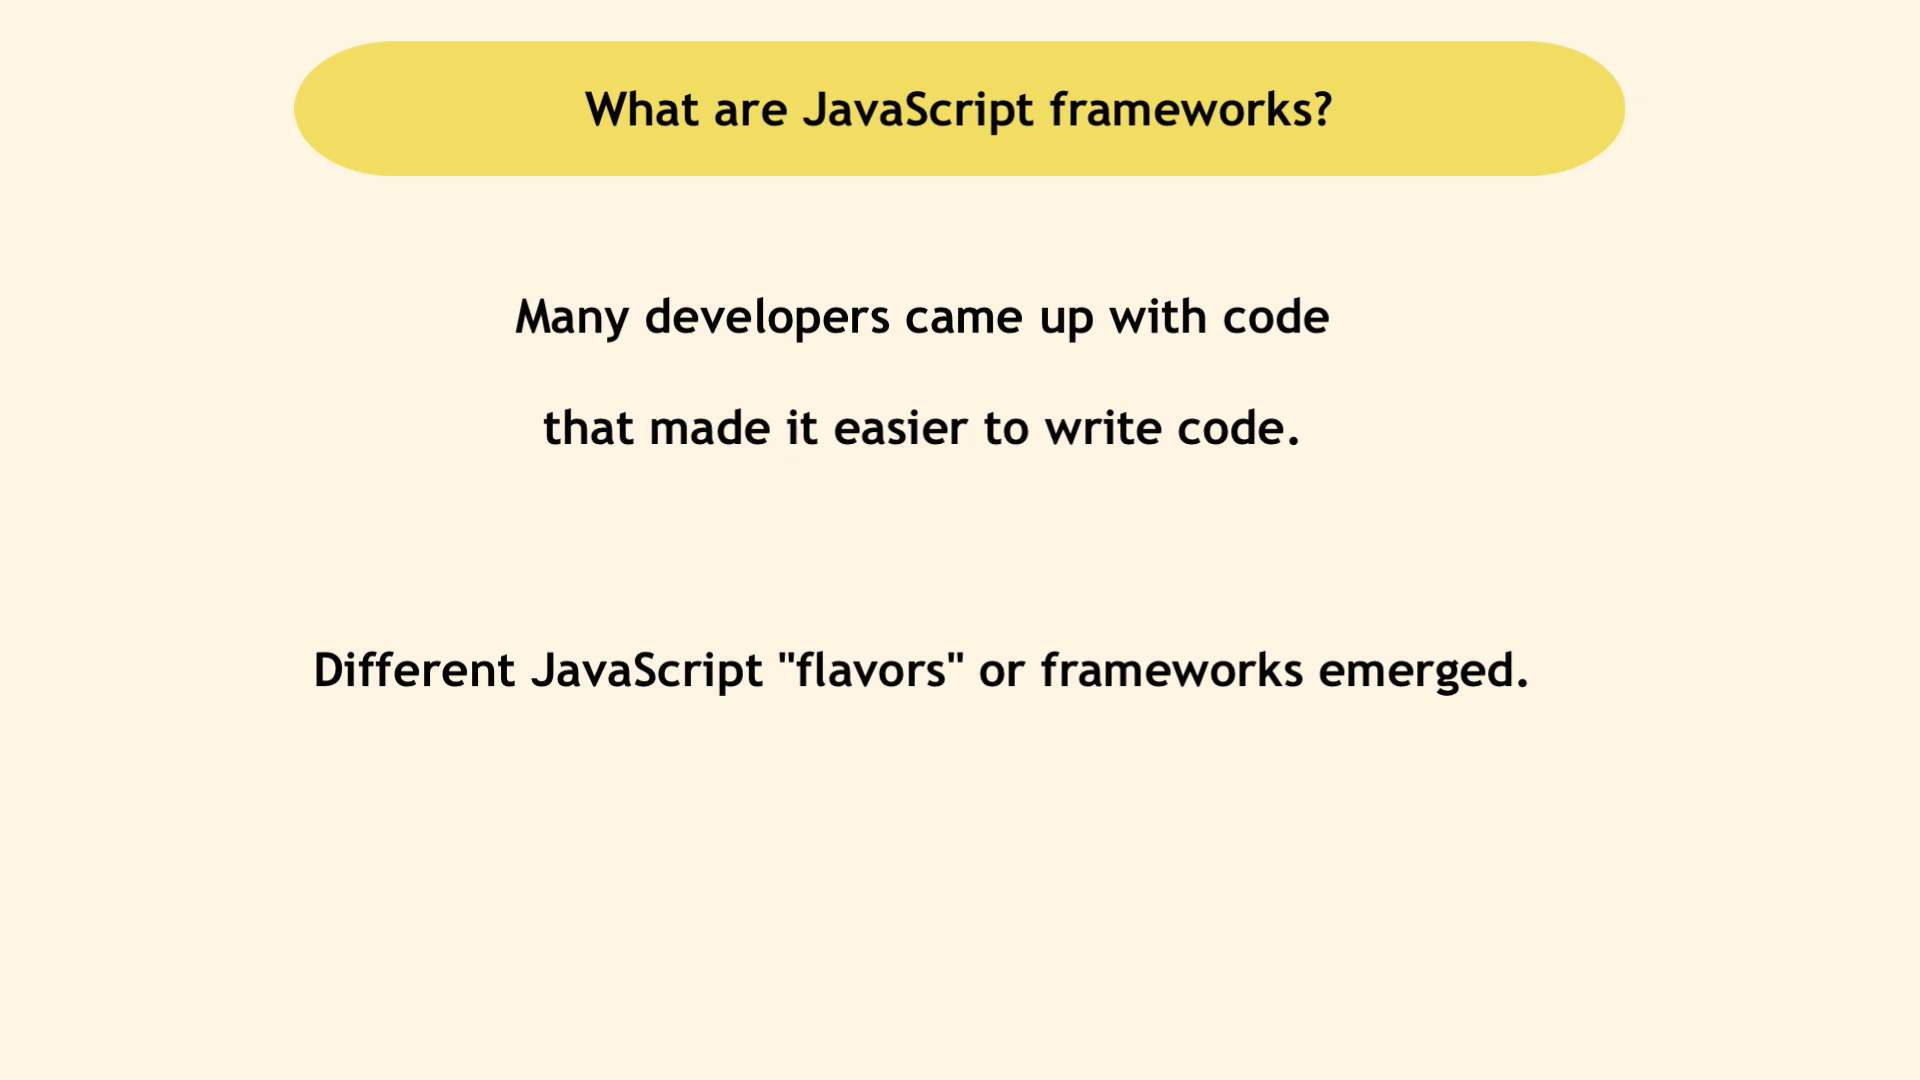 What are JavaScript frameworks?
Many developers came up with code
that made it easier to write code.
Different JavaScript "flavors" or frameworks emerged.